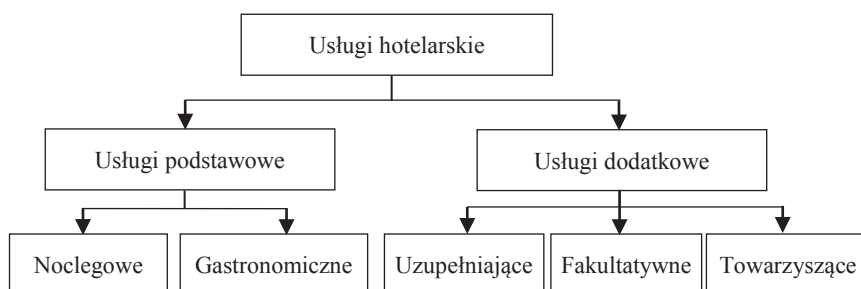 Usługi hotelarskie
Usługi podstawowe
Usługi dodatkowe
Noclegowe
Gastronomiczne
Uzupełniające
Fakultatywne
Towarzyszące